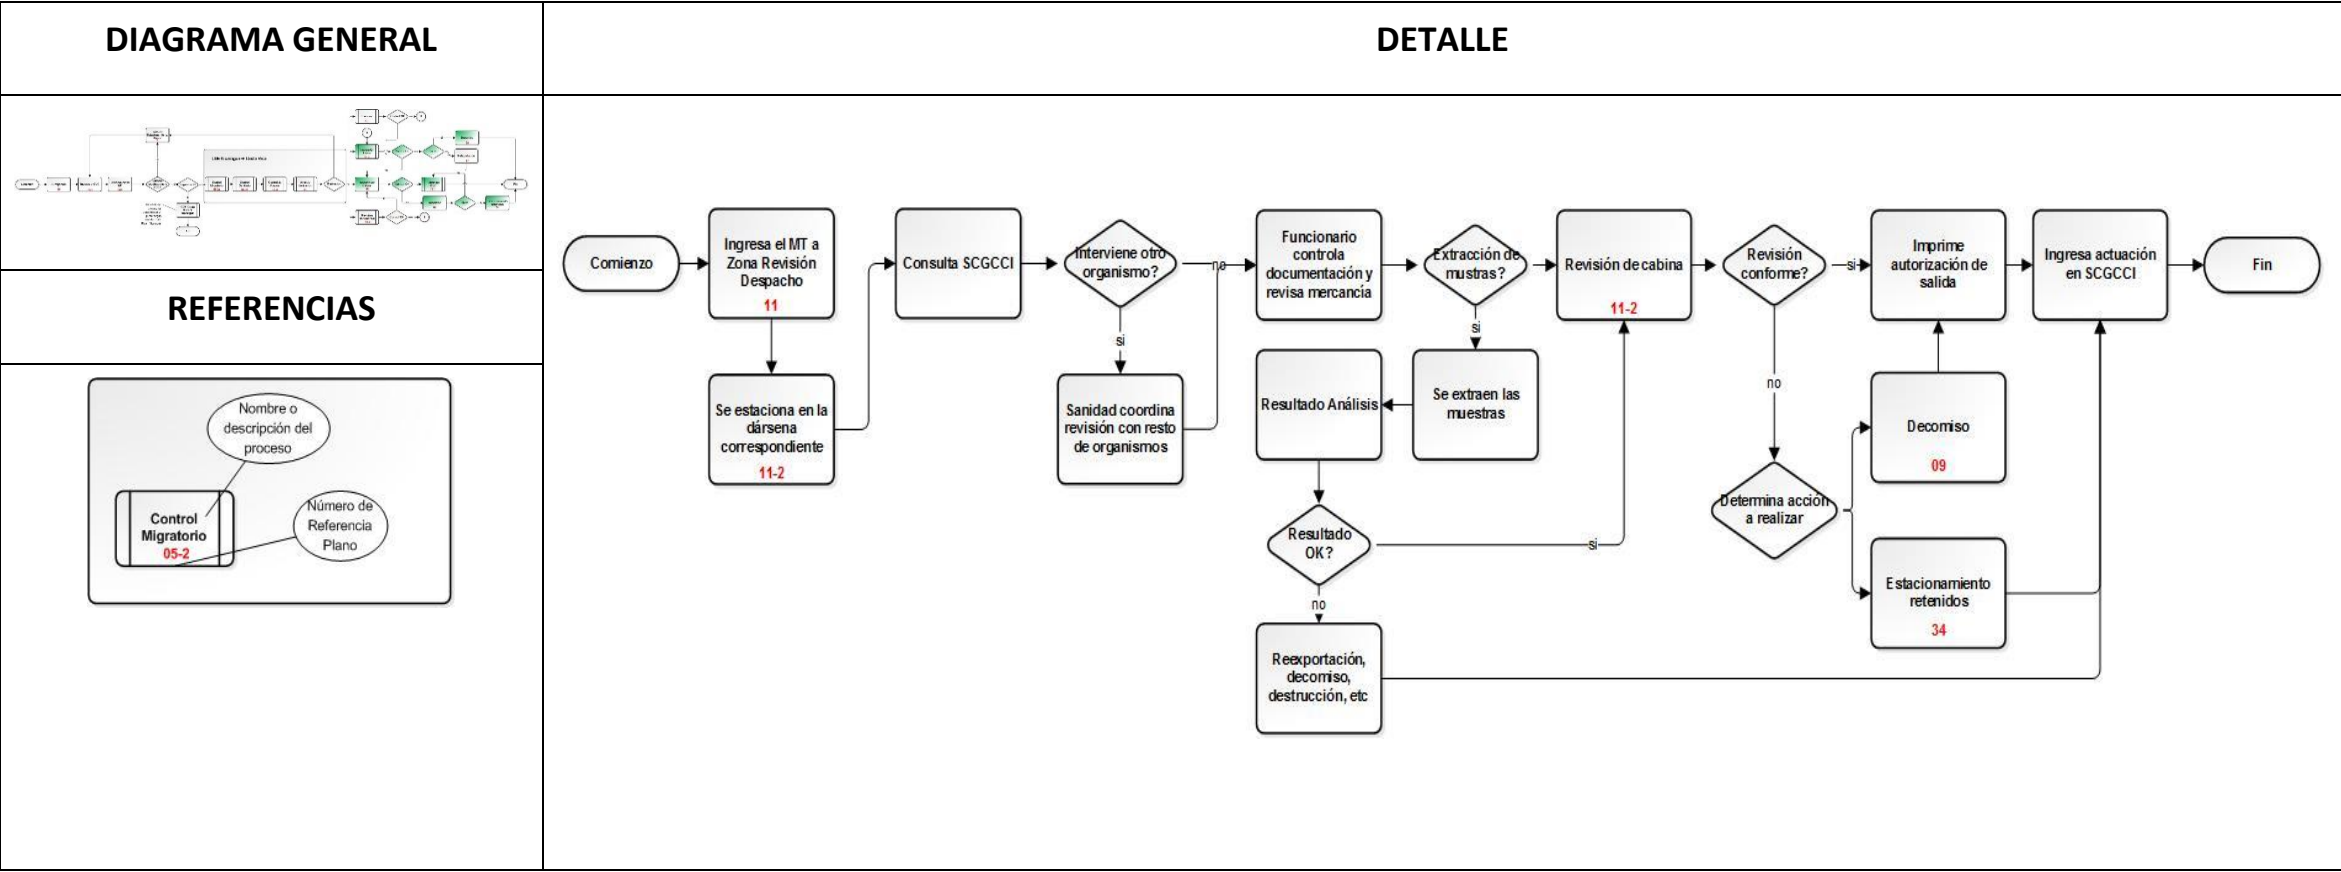 DIAGRAMA GENERAL
DETALLE
REFERENCIAS
Nombre o
descripción del
proceso
Control
Migratorio
05-2
Número de
Referencia
Plano
Comienzo
Ingresa el MT a
Zona Revisión
Despacho
11
Se estaciona en la
dársena
correspondiente
11-2
Consulta SCGCCI
Interviene otro
organismo?
no
si
Sanidad coordina
revisión con resto
de organismos
Funcionario
controla
documentación y
revisa mercancía
Extracción de
mustras?
si
Se extraen las
muestras
Resultado Análisis
Resultado
OK?
si
no
Reexportación,
decomiso,
destrucción, etc
Revisión de cabina
11-2
Revisión
conforme?
si
no
Determina acción
a realizar
Imprime
autorización de
salida
Decomiso
09
Estacionamiento
retenidos
34
Ingresa actuación
en SCGCCI
Fin